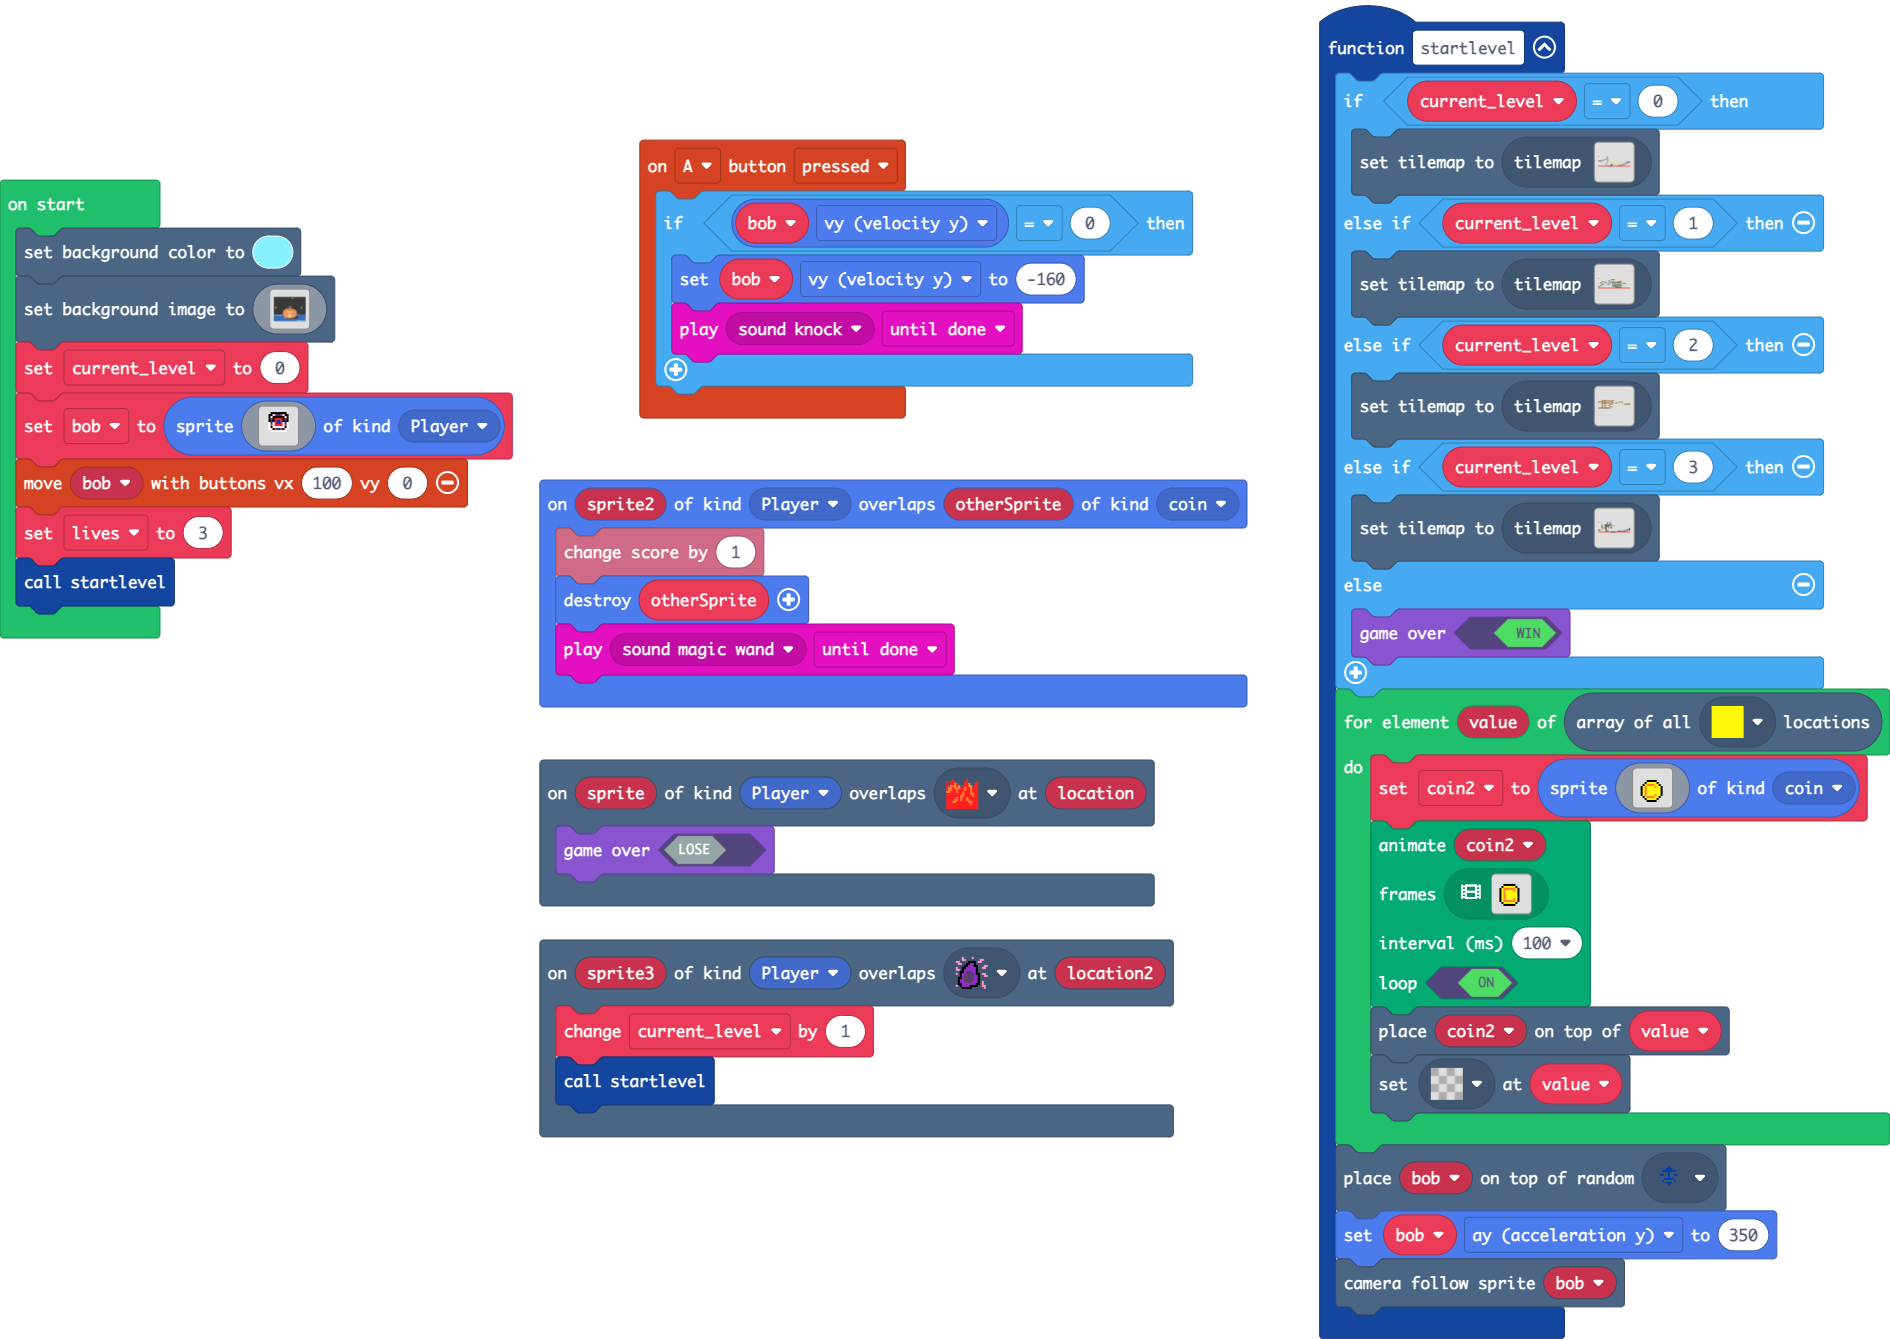 on start
set background color to
set background image to
set current_level to 0
set bob to sprite of kind Player
move bob with buttons vx 100 vy 0
set lives to 3
call startlevel
on A button pressed
if bob vy (velocity y) = 0 then
set bob vy (velocity y) to -160
play sound knock until done
on sprite2 of kind Player overlaps otherSprite of kind coin
change score by 1
destroy otherSprite
play sound magic wand until done
on sprite of kind Player overlaps at location
game over LOSE
on sprite3 of kind Player overlaps at location2
change current_level by 1
call startlevel
function startlevel
if current_level = 0 then
set tilemap to tilemap
else if current_level = 1 then
set tilemap to tilemap
else if current_level = 2 then
set tilemap to tilemap
else if current_level = 3 then
set tilemap to tilemap
else
game over WIN
for element value of array of all locations
do
set coin2 to sprite of kind coin
animate coin2
frames
interval (ms) 100
loop ON
place coin2 on top of value
set at value
place bob on top of random
set bob ay (acceleration y) to 350
camera follow sprite bob